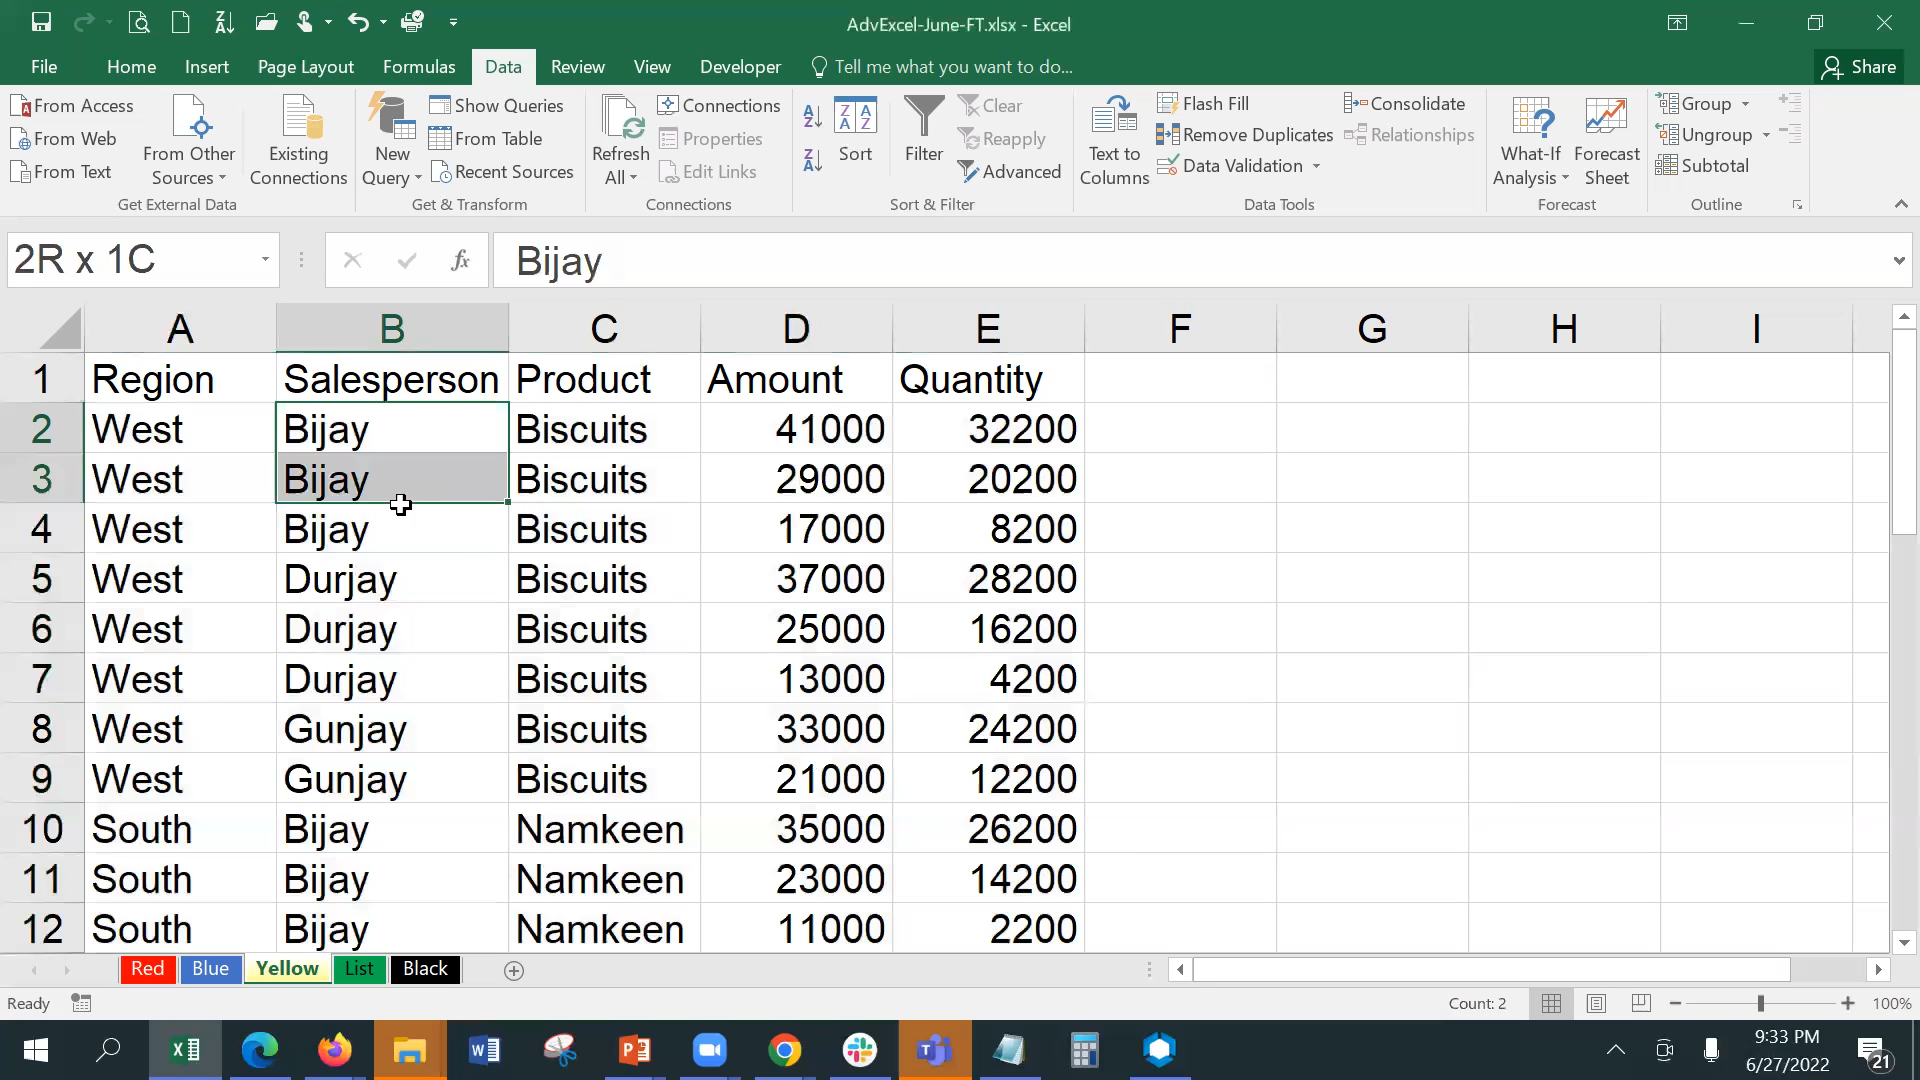 AdvExcel-June-FT.xlsx - Excel
File Home Insert Page Layout Formulas Data Review View Developer Tell me what you want to do... Share
From Access
From Web
From Text
From Other Sources
Existing Connections
Get External Data
New Query
Show Queries
From Table
Recent Sources
Get & Transform
Refresh All
Connections
Properties
Edit Links
Connections
Sort
Filter
Clear
Reapply
Advanced
Sort & Filter
Text to Columns
Flash Fill
Remove Duplicates
Data Validation
Consolidate
Relationships
Data Tools
What-If Analysis
Forecast Sheet
Forecast
Group
Ungroup
Subtotal
Outline
2R x 1C fx Bijay
A B C D E F G H I
1 Region Salesperson Product Amount Quantity
2 West Bijay Biscuits 41000 32200
3 West Bijay Biscuits 29000 20200
4 West Bijay Biscuits 17000 8200
5 West Durjay Biscuits 37000 28200
6 West Durjay Biscuits 25000 16200
7 West Durjay Biscuits 13000 4200
8 West Gunjay Biscuits 33000 24200
9 West Gunjay Biscuits 21000 12200
10 South Bijay Namkeen 35000 26200
11 South Bijay Namkeen 23000 14200
12 South Bijay Namkeen 11000 2200
Red Blue Yellow List Black
Ready Count: 2 100%
9:33 PM
6/27/2022
21